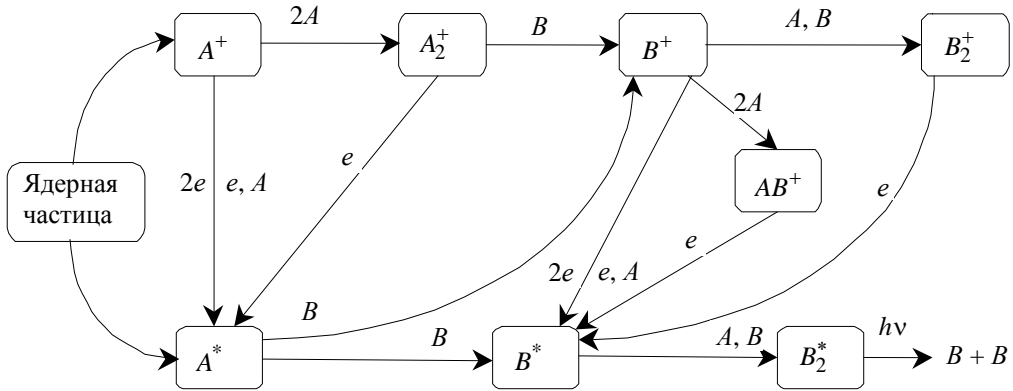 2A
B
A, B
A⁺
A₂⁺
B⁺
B₂⁺
2A
e
Ядерная
частица
2e
e, A
AB⁺
e
e
2e
e, A
B
B
A, B
hν
A*
B*
B₂*
B + B